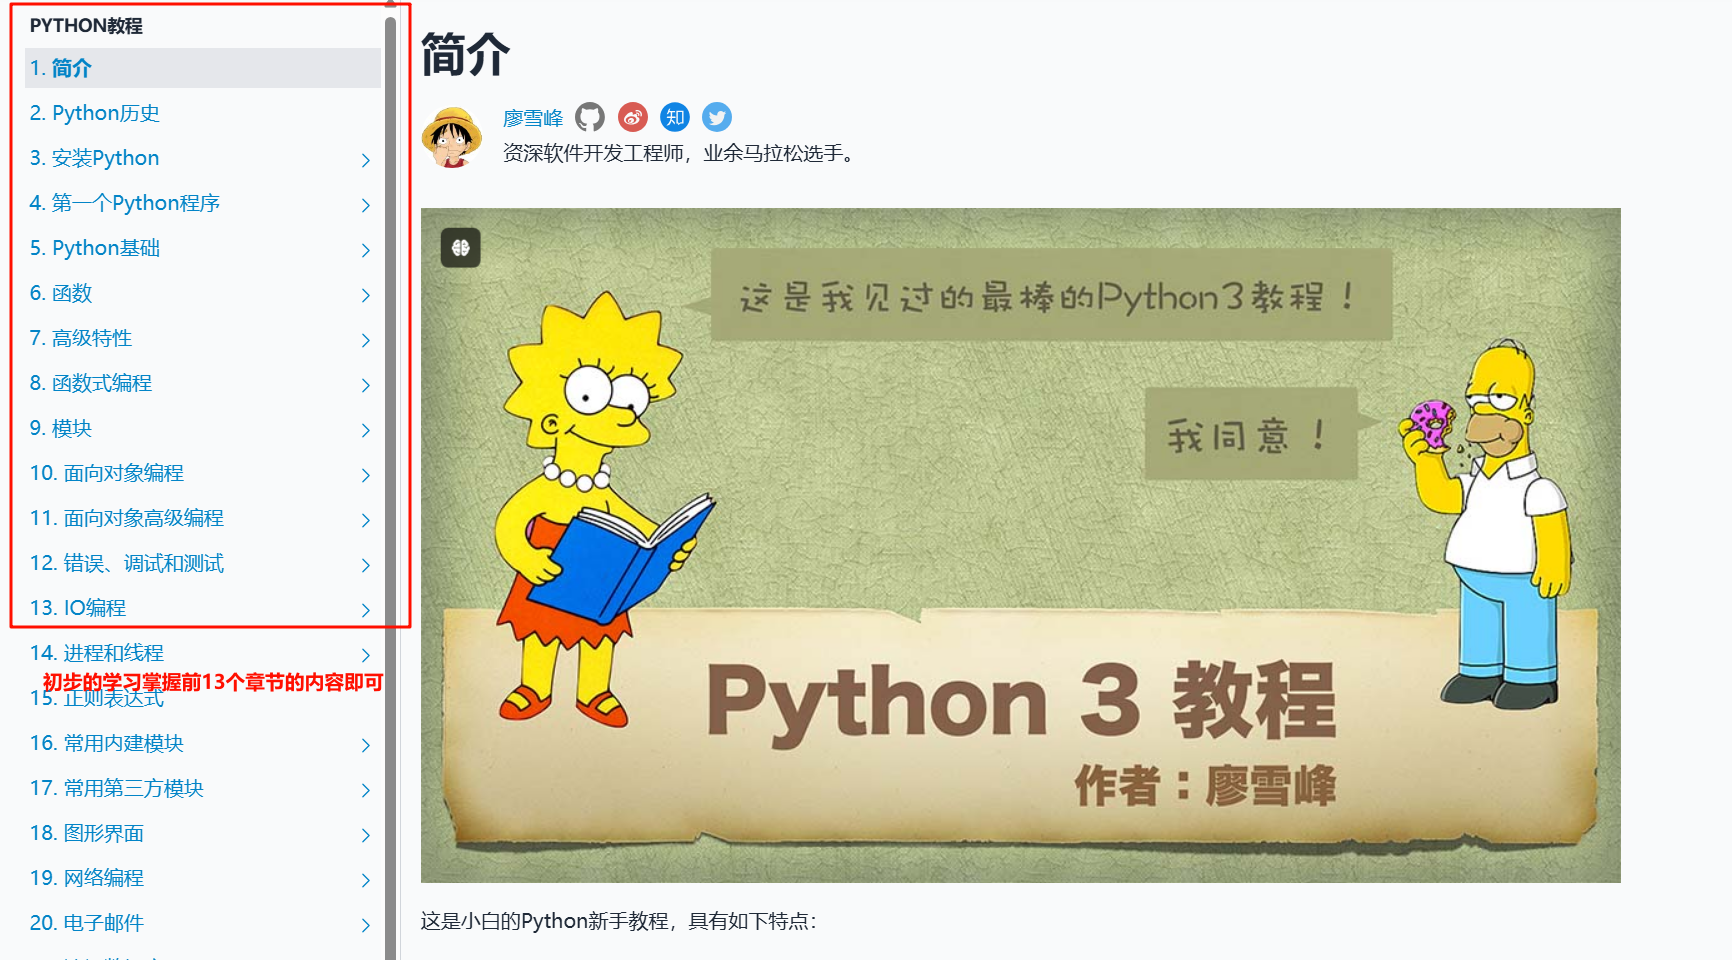 PYTHON教程
1. 简介
2. Python历史
3. 安装Python
4. 第一个Python程序
5. Python基础
6. 函数
7. 高级特性
8. 函数式编程
9. 模块
10. 面向对象编程
11. 面向对象高级编程
12. 错误、调试和测试
13. IO编程
14. 进程和线程
初步的学习掌握前13个章节的内容即可
15. 正则表达式
16. 常用内建模块
17. 常用第三方模块
18. 图形界面
19. 网络编程
20. 电子邮件
简介
廖雪峰
知
资深软件开发工程师，业余马拉松选手。
这是我见过的最棒的Python3教程！
我同意！
Python 3 教程
作者：廖雪峰
这是小白的Python新手教程，具有如下特点：